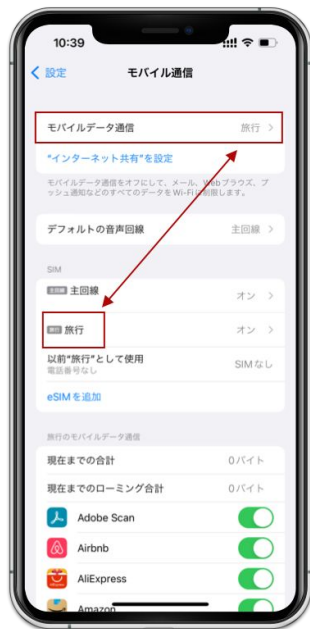 10:39
設定
モバイル通信
モバイルデータ通信 旅行
"インターネット共有"を設定
モバイルデータ通信をオフにして、メール、Webブラウズ、プ
ッシュ通知などのすべてのデータをWi-Fiに制限します。
デフォルトの音声回線 主回線
SIM
主回線 主回線 オン
旅行 旅行 オン
以前"旅行"として使用 SIMなし
電話番号なし
eSIMを追加
旅行のモバイルデータ通信
現在までの合計 0バイト
現在までのローミング合計 0バイト
Adobe Scan
Airbnb
AliExpress
Amazon